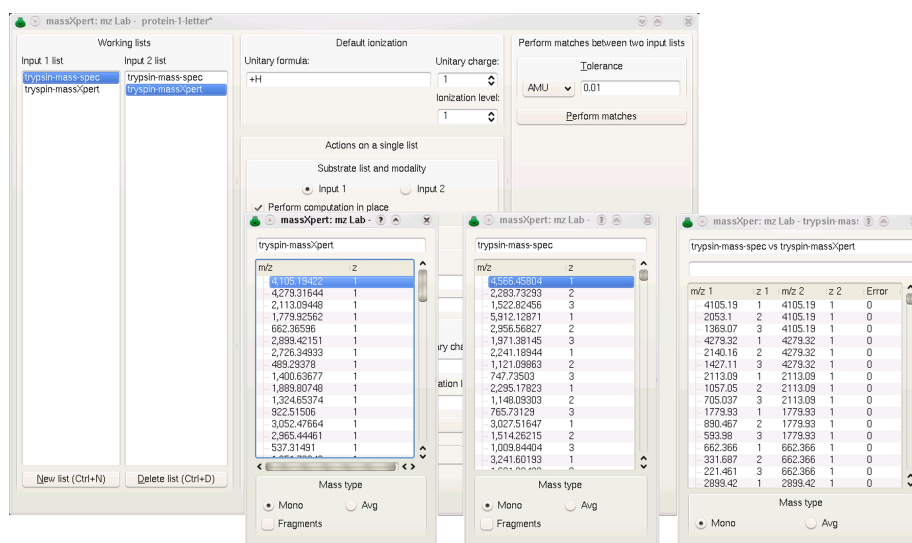 massXpert: mz Lab - protein-1-letter*
Working lists
Input 1 list Input 2 list
trypsin-mass-spec trypsin-mass-spec
tryspin-massXpert tryspin-massXpert
New list (Ctrl+N) Delete list (Ctrl+D)
Default ionization
Unitary formula: Unitary charge:
+H 1
Ionization level:
1
Actions on a single list
Substrate list and modality
Input 1 Input 2
Perform computation in place
Perform matches between two input lists
Tolerance
AMU 0.01
Perform matches
massXpert: mz Lab -
tryspin-massXpert
m/z z
4,105.19422 1
4,279.31644 1
2,113.09448 1
1,779.92562 1
662.36596 1
2,899.42151 1
2,726.34933 1
489.29378 1
1,400.63677 1
1,889.80748 1
1,324.65374 1
922.51506 1
3,052.47664 1
2,965.44461 1
537.31491 1
Mass type
Mono Avg
Fragments
ary cha
ation l
massXpert: mz Lab -
trypsin-mass-spec
m/z z
4,566.45804 1
2,283.73293 2
1,522.82456 3
5,912.12871 1
2,956.56827 2
1,971.38145 3
2,241.18944 1
1,121.09863 2
747.73503 3
2,295.17823 1
1,148.09303 2
765.73129 3
3,027.51647 1
1,514.26215 2
1,009.84404 3
3,241.60193 1
Mass type
Mono Avg
Fragments
massXper: mz Lab - trypsin-mas
trypsin-mass-spec vs tryspin-massXpert
m/z 1 z 1 m/z 2 z 2 Error
4105.19 1 4105.19 1 0
2053.1 2 4105.19 1 0
1369.07 3 4105.19 1 0
4279.32 1 4279.32 1 0
2140.16 2 4279.32 1 0
1427.11 3 4279.32 1 0
2113.09 1 2113.09 1 0
1057.05 2 2113.09 1 0
705.037 3 2113.09 1 0
1779.93 1 1779.93 1 0
890.467 2 1779.93 1 0
593.98 3 1779.93 1 0
662.366 1 662.366 1 0
331.687 2 662.366 1 0
221.461 3 662.366 1 0
2899.42 1 2899.42 1 0
Mass type
Mono Avg